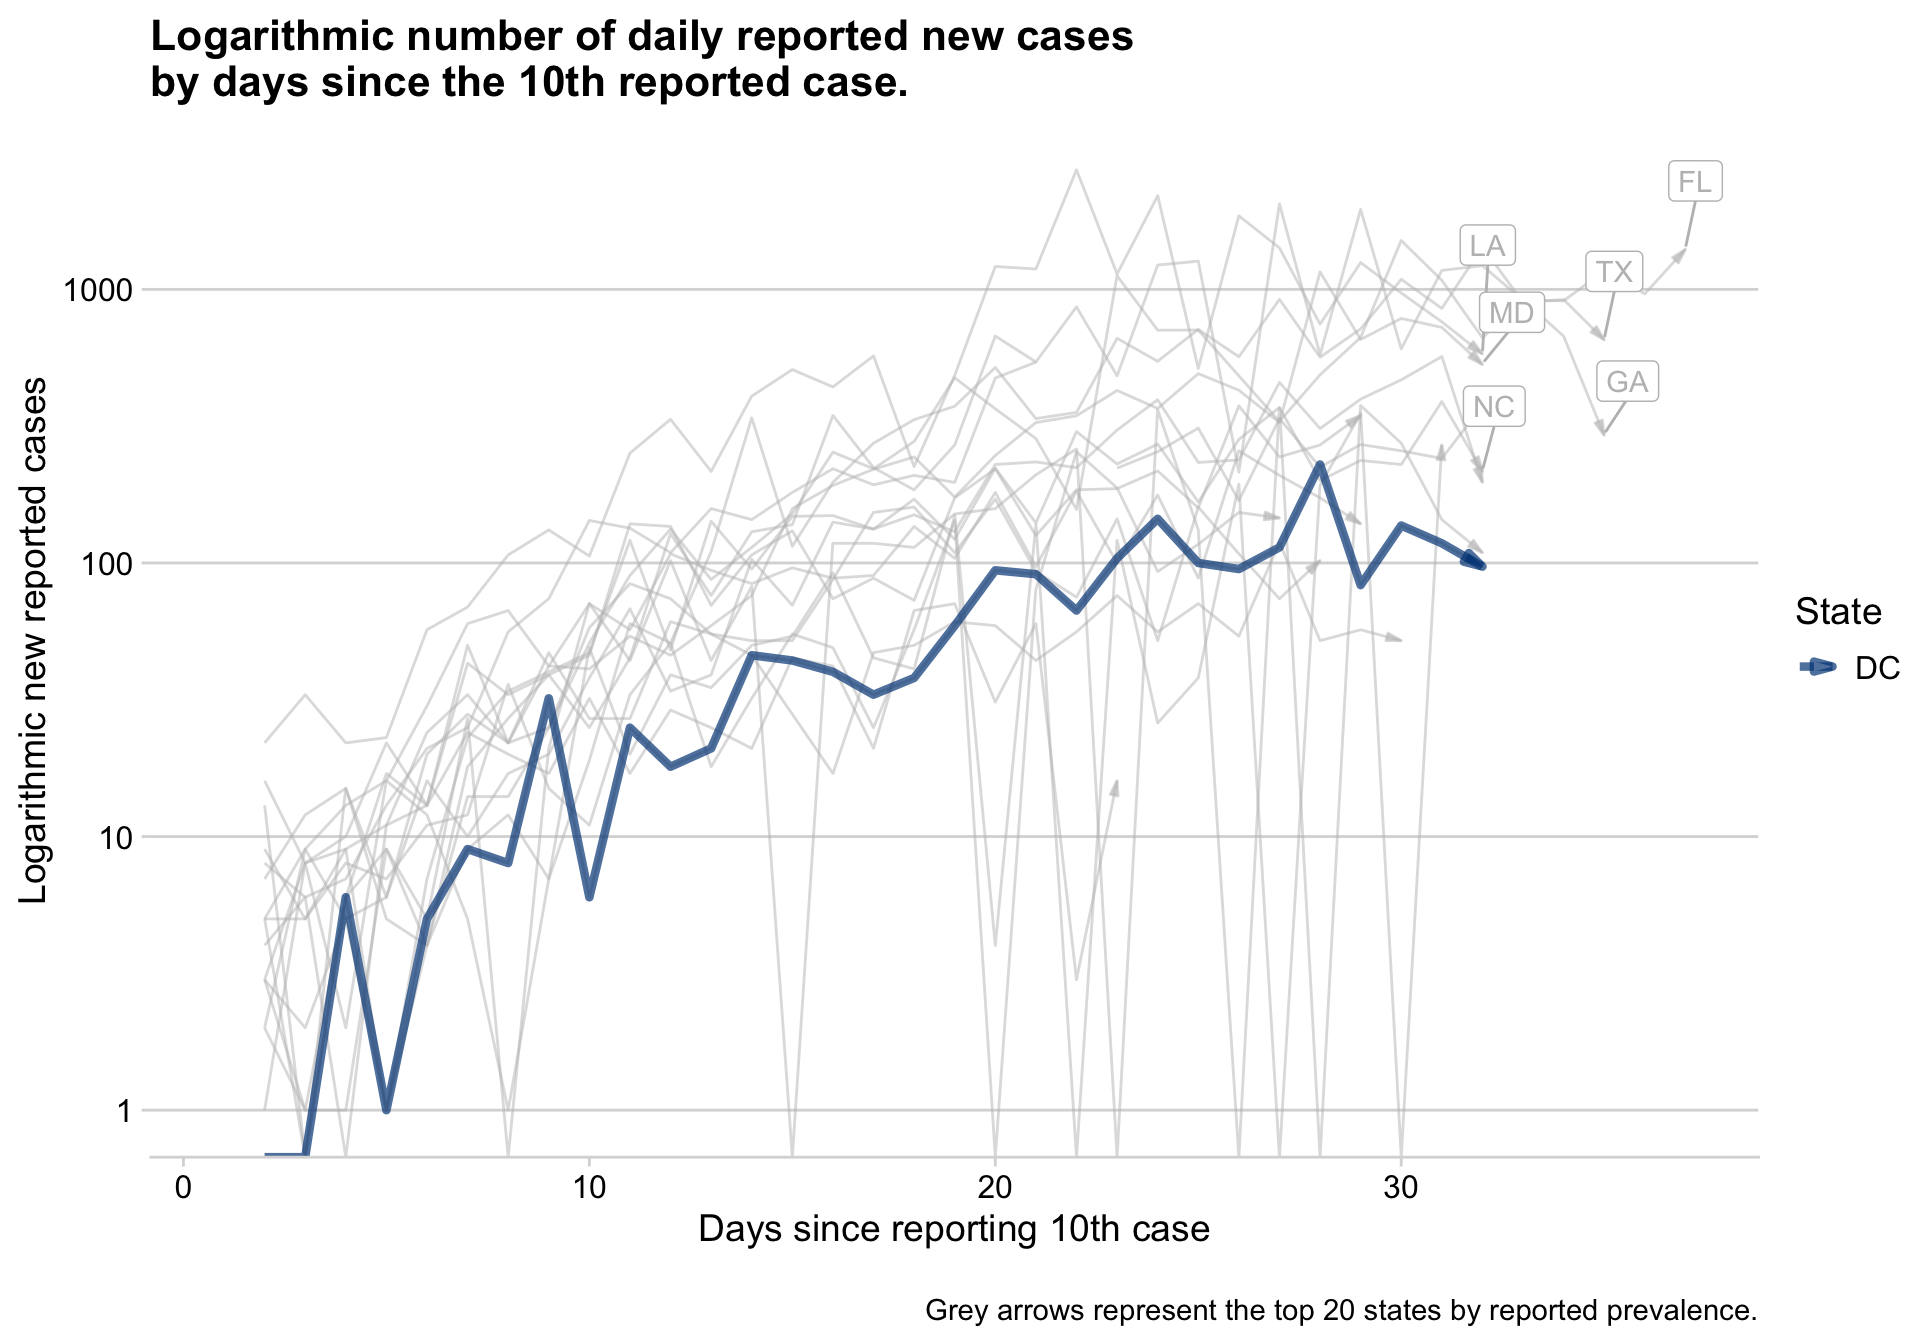 Logarithmic number of daily reported new cases
by days since the 10th reported case.
FL
LA
TX
MD
GA
NC
1000
100
10
1
Logarithmic new reported cases
State
DC
0 10 20 30
Days since reporting 10th case
Grey arrows represent the top 20 states by reported prevalence.